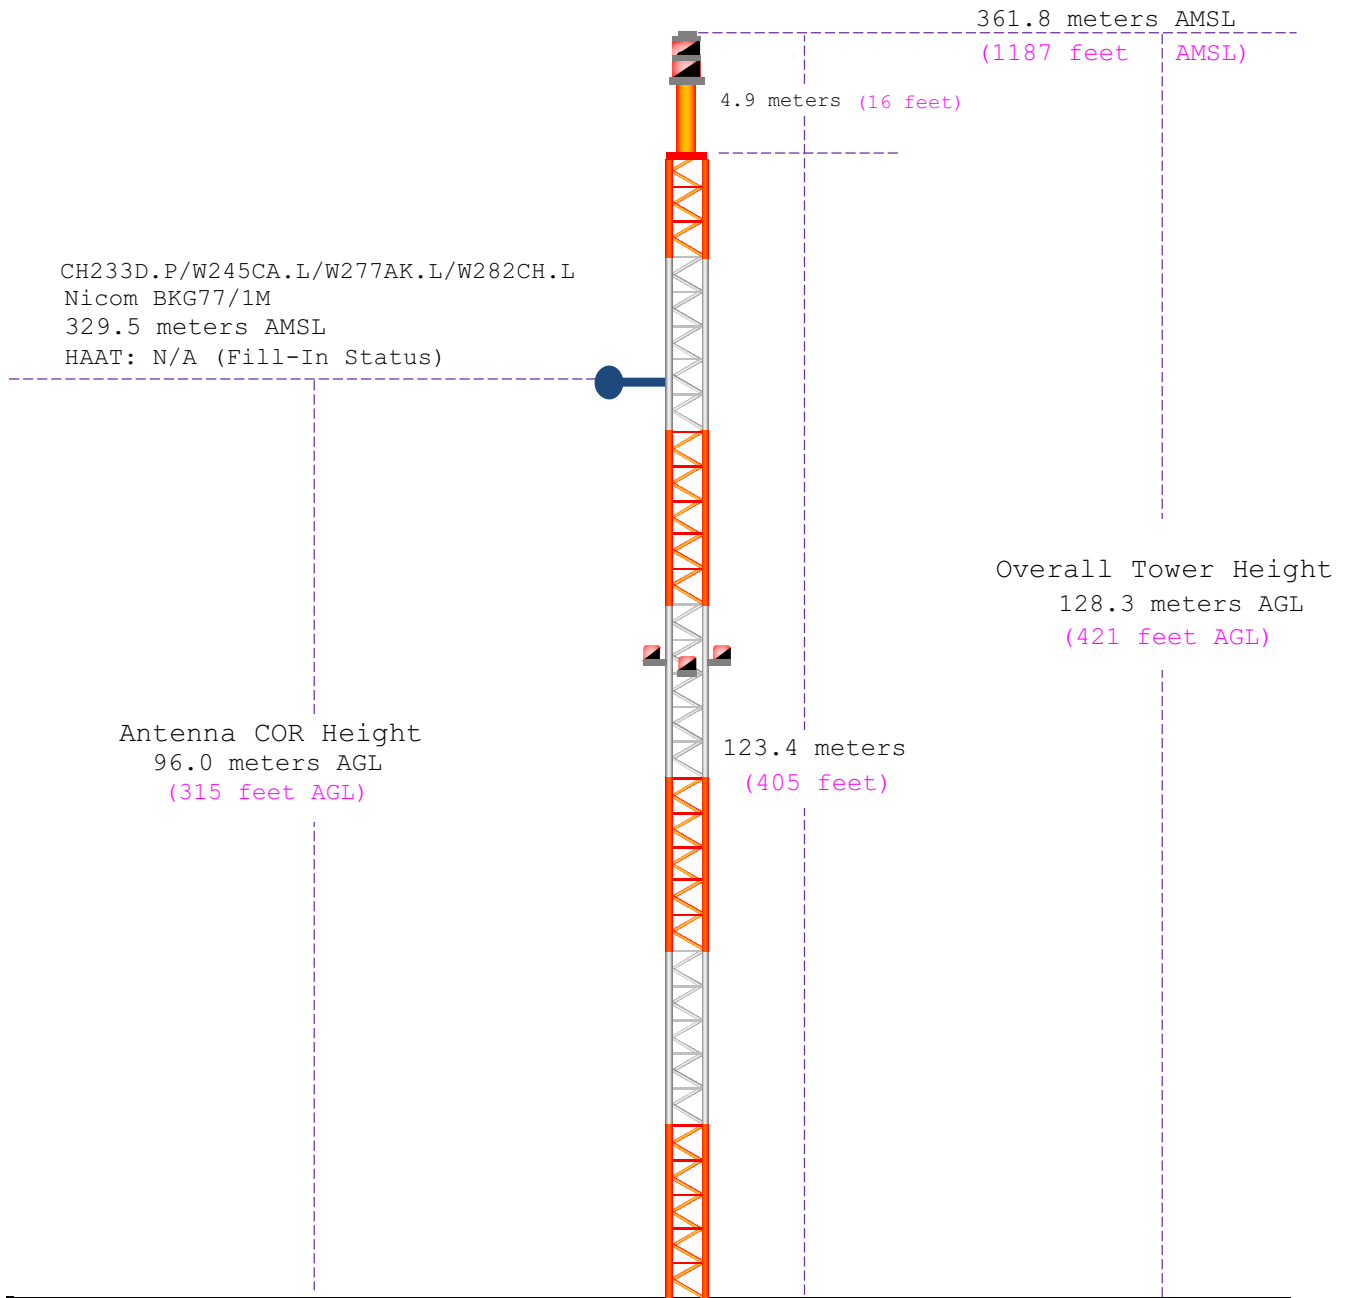 361.8 meters AMSL
(1187 feet AMSL)
4.9 meters (16 feet)
CH233D.P/W245CA.L/W277AK.L/W282CH.L
Nicom BKG77/1M
329.5 meters AMSL
HAAT: N/A (Fill-In Status)
Overall Tower Height
128.3 meters AGL
(421 feet AGL)
Antenna COR Height
96.0 meters AGL
(315 feet AGL)
123.4 meters
(405 feet)